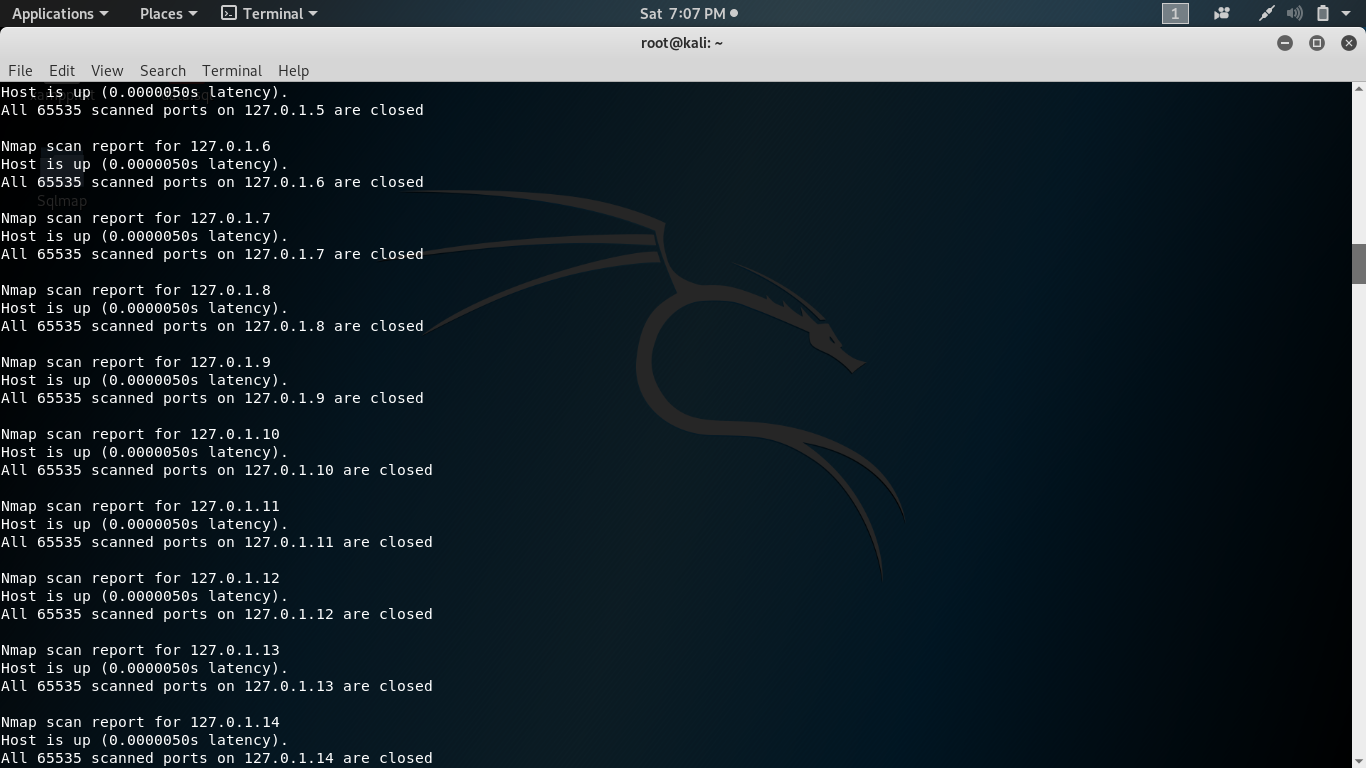 Applications Places Terminal Sat 7:07 PM 1
root@kali: ~
File Edit View Search Terminal Help
Host is up (0.0000050s latency).
All 65535 scanned ports on 127.0.1.5 are closed
Nmap scan report for 127.0.1.6
Host is up (0.0000050s latency).
All 65535 scanned ports on 127.0.1.6 are closed
Sqlmap
Nmap scan report for 127.0.1.7
Host is up (0.0000050s latency).
All 65535 scanned ports on 127.0.1.7 are closed
Nmap scan report for 127.0.1.8
Host is up (0.0000050s latency).
All 65535 scanned ports on 127.0.1.8 are closed
Nmap scan report for 127.0.1.9
Host is up (0.0000050s latency).
All 65535 scanned ports on 127.0.1.9 are closed
Nmap scan report for 127.0.1.10
Host is up (0.0000050s latency).
All 65535 scanned ports on 127.0.1.10 are closed
Nmap scan report for 127.0.1.11
Host is up (0.0000050s latency).
All 65535 scanned ports on 127.0.1.11 are closed
Nmap scan report for 127.0.1.12
Host is up (0.0000050s latency).
All 65535 scanned ports on 127.0.1.12 are closed
Nmap scan report for 127.0.1.13
Host is up (0.0000050s latency).
All 65535 scanned ports on 127.0.1.13 are closed
Nmap scan report for 127.0.1.14
Host is up (0.0000050s latency).
All 65535 scanned ports on 127.0.1.14 are closed